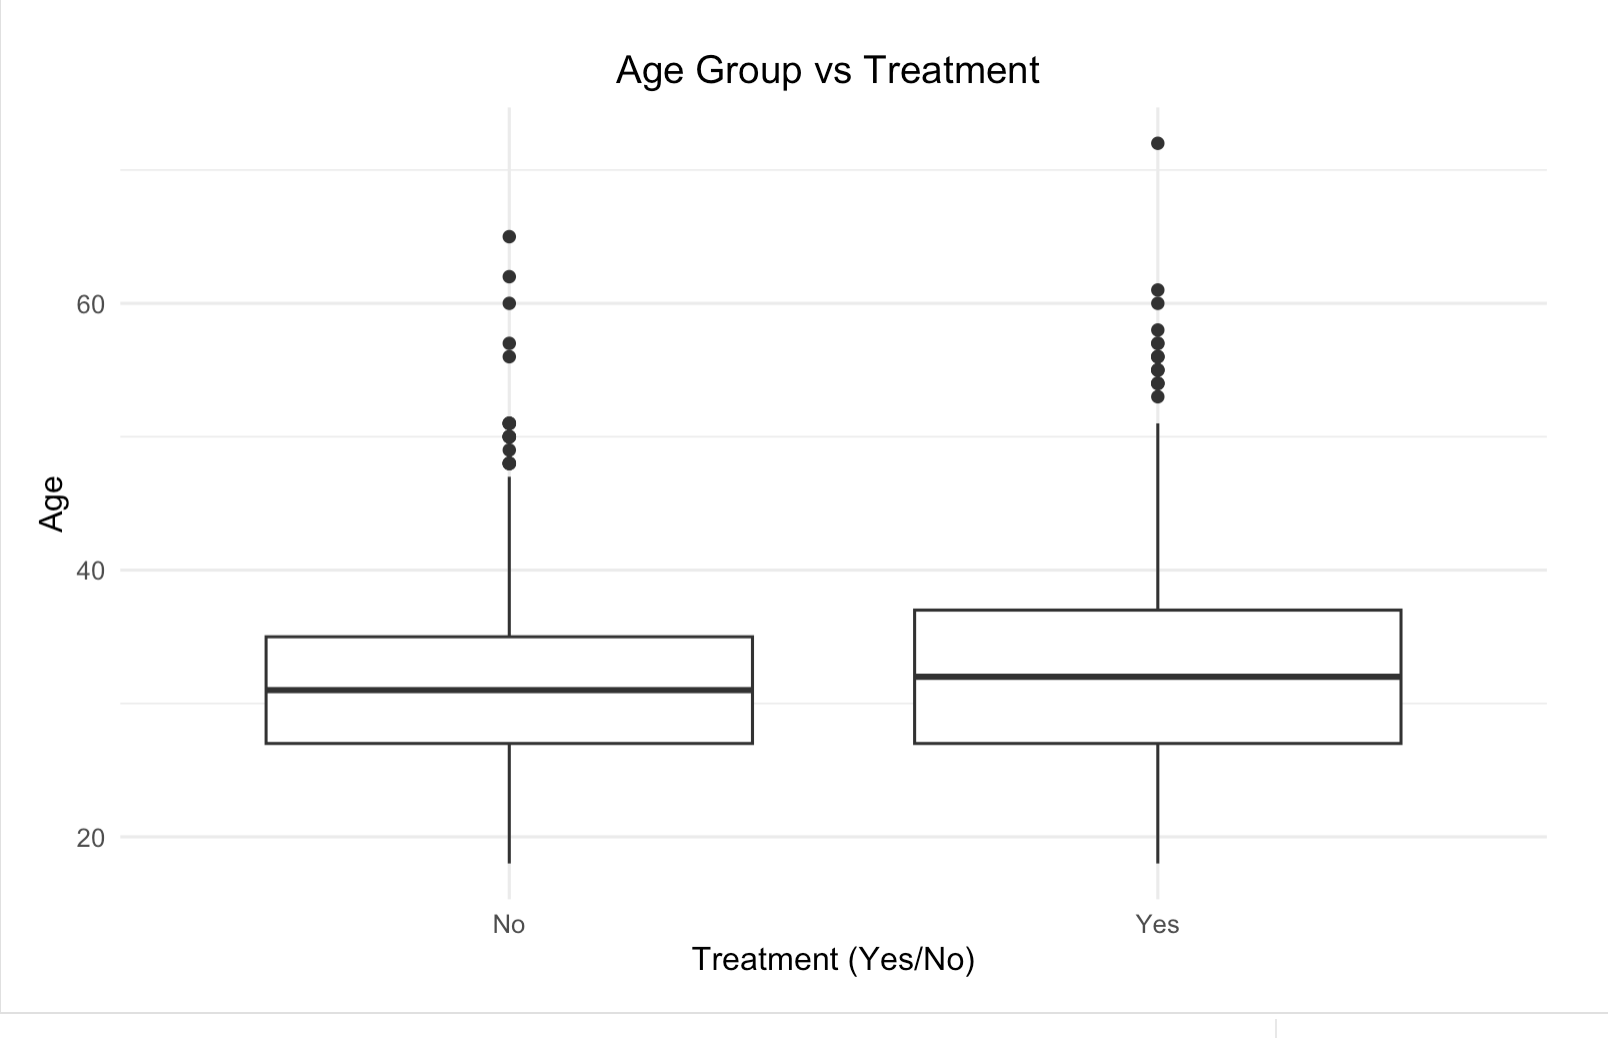 Age Group vs Treatment
60
40
20
Age
No
Yes
Treatment (Yes/No)